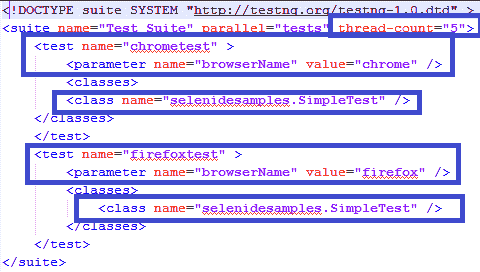 <!DOCTYPE suite SYSTEM "http://testng.org/testng-1.0.dtd" >
<suite name="Test Suite" parallel="tests" thread-count="5">
<test name="chrometest" >
<parameter name="browserName" value="chrome" />
<classes>
<class name="selenidesamples.SimpleTest" />
</classes>
</test>
<test name="firefoxtest" >
<parameter name="browserName" value="firefox" />
<classes>
<class name="selenidesamples.SimpleTest" />
</classes>
</test>
</suite>